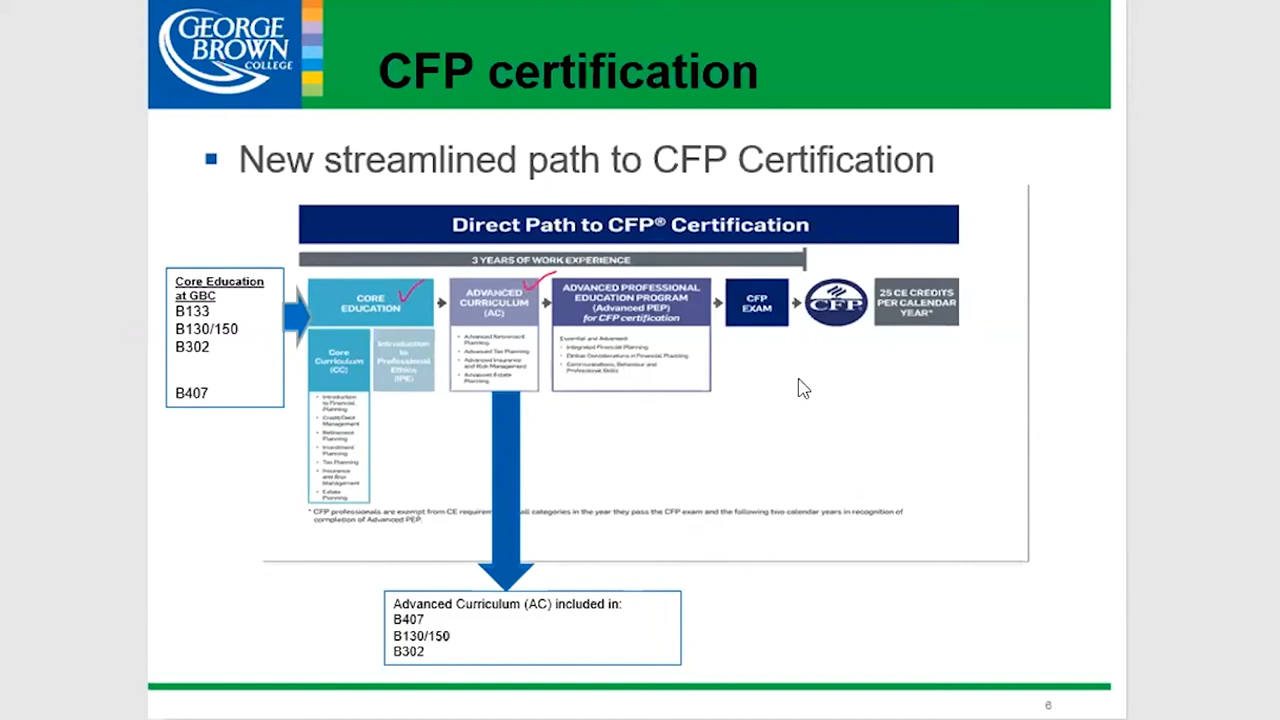 GEORGE
BROWN
COLLEGE
CFP certification
New streamlined path to CFP Certification
Direct Path to CFP® Certification
3 YEARS OF WORK EXPERIENCE
Core Education
at GBC
B133
B130/150
B302
B407
CORE
EDUCATION
Core
Curriculum
(CC)
Introduction
to
Professional
Ethics
(IPE)
Introduction
to Financial
Planning
Credit/Debt
Management
Retirement
Planning
Investment
Planning
Tax Planning
Insurance
and Risk
Management
Estate
Planning
ADVANCED
CURRICULUM
(AC)
Advanced Retirement
Planning
Advanced Tax Planning
Advanced Insurance
and Risk Management
Advanced Estate
Planning
ADVANCED PROFESSIONAL
EDUCATION PROGRAM
(Advanced PEP)
for CFP certification
Essential and Advanced
Integrated Financial Planning
Ethical Considerations in Financial Planning
Communications, Behaviour and
Professional Skills
CFP
EXAM
CFP
25 CE CREDITS
PER CALENDAR
YEAR*
* CFP professionals are exempt from CE all categories in the year they pass the CFP exam and the following two calendar years in recognition of
completion of Advanced PEP.
Advanced Curriculum (AC) included in:
B407
B130/150
B302
6